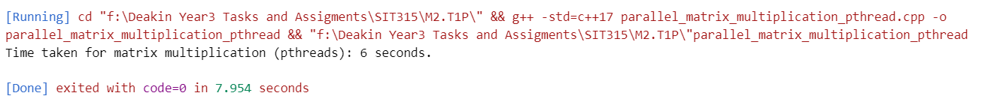 [Running] cd "f:\Deakin Year3 Tasks and Assigments\SIT315\M2.T1P\" && g++ -std=c++17 parallel_matrix_multiplication_pthread.cpp -o
parallel_matrix_multiplication_pthread && "f:\Deakin Year3 Tasks and Assigments\SIT315\M2.T1P\"parallel_matrix_multiplication_pthread
Time taken for matrix multiplication (pthreads): 6 seconds.
[Done] exited with code=0 in 7.954 seconds